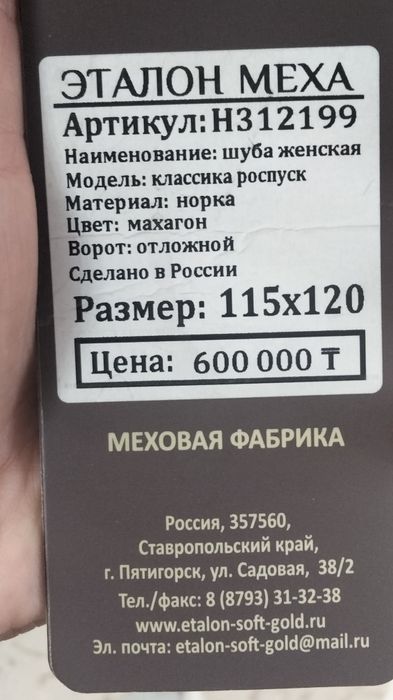 ЭТАЛОН МЕХА
Артикул: Н312199
Наименование: шуба женская
Модель: классика роспуск
Материал: норка
Цвет: махагон
Ворот: отложной
Сделано в России
Размер: 115х120
Цена: 600 000 ₸
МЕХОВАЯ ФАБРИКА
Россия, 357560,
Ставропольский край,
г. Пятигорск, ул. Садовая, 38/2
Тел./факс: 8 (8793) 31-32-38
www.etalon-soft-gold.ru
Эл. почта: etalon-soft-gold@mail.ru